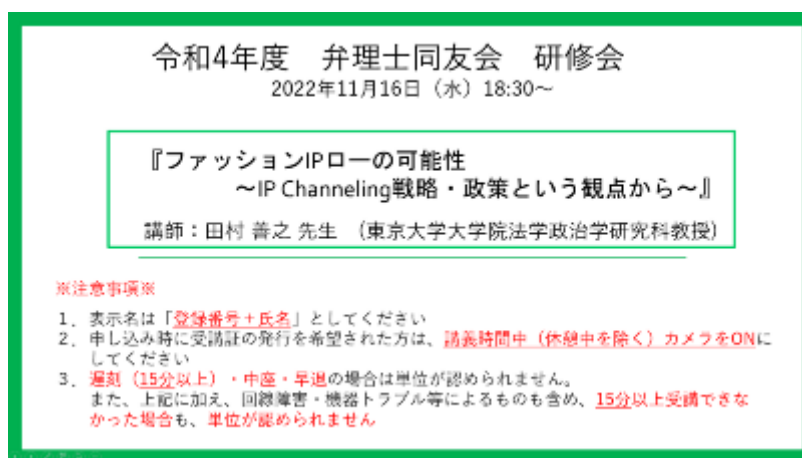 令和4年度　弁理士同友会　研修会
2022年11月16日（水）18:30～
『ファッションIPローの可能性
～IP Channeling戦略・政策という観点から～』
講師：田村 善之 先生　（東京大学大学院法学政治学研究科教授）
※注意事項※
1．表示名は「登録番号＋氏名」としてください
2．申し込み時に受講証の発行を希望された方は、講義時間中（休憩中を除く）カメラをONに
してください
3．遅刻（15分以上）・中座・早退の場合は単位が認められません。
また、上記に加え、回線障害・機器トラブル等によるものも含め、15分以上受講できな
かった場合も、単位が認められません